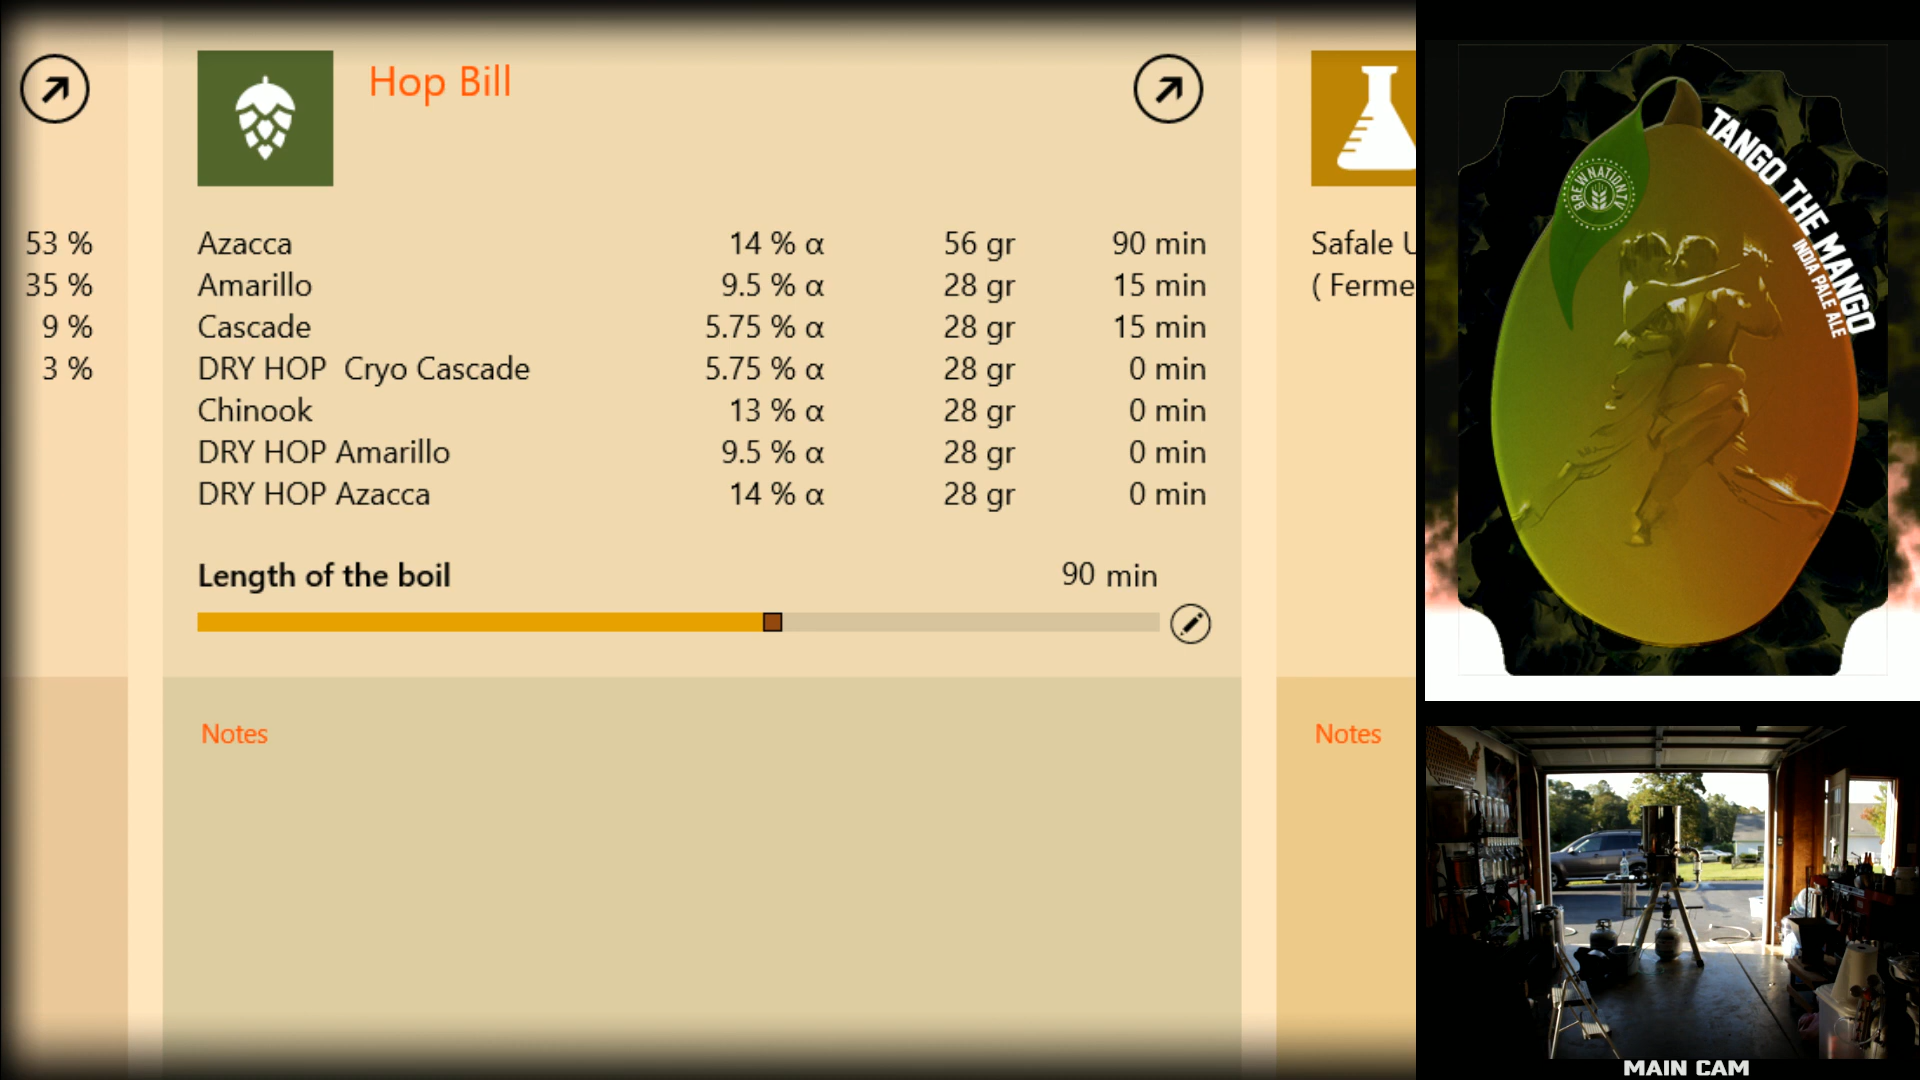 Hop Bill
53 %
35 %
9 %
3 %
Azacca 14 % α 56 gr 90 min
Amarillo 9.5 % α 28 gr 15 min
Cascade 5.75 % α 28 gr 15 min
DRY HOP Cryo Cascade 5.75 % α 28 gr 0 min
Chinook 13 % α 28 gr 0 min
DRY HOP Amarillo 9.5 % α 28 gr 0 min
DRY HOP Azacca 14 % α 28 gr 0 min
Length of the boil 90 min
Notes
Safale U
( Ferme
Notes
TANGO THE MANGO
INDIA PALE ALE
BREWNATIONTV
MAIN CAM